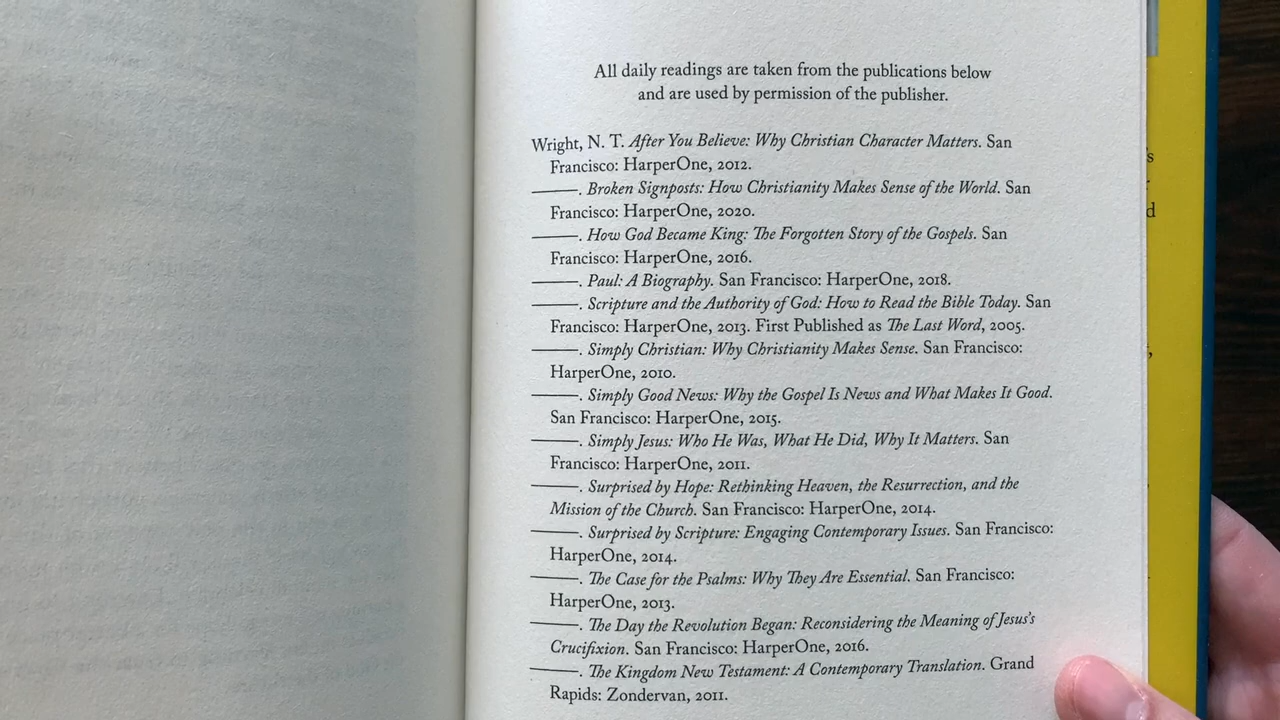 All daily readings are taken from the publications below
and are used by permission of the publisher.
Wright, N. T. After You Believe: Why Christian Character Matters. San
Francisco: HarperOne, 2012.
———. Broken Signposts: How Christianity Makes Sense of the World. San
Francisco: HarperOne, 2020.
———. How God Became King: The Forgotten Story of the Gospels. San
Francisco: HarperOne, 2016.
———. Paul: A Biography. San Francisco: HarperOne, 2018.
———. Scripture and the Authority of God: How to Read the Bible Today. San
Francisco: HarperOne, 2013. First Published as The Last Word, 2005.
———. Simply Christian: Why Christianity Makes Sense. San Francisco:
HarperOne, 2010.
———. Simply Good News: Why the Gospel Is News and What Makes It Good.
San Francisco: HarperOne, 2015.
———. Simply Jesus: Who He Was, What He Did, Why It Matters. San
Francisco: HarperOne, 2011.
———. Surprised by Hope: Rethinking Heaven, the Resurrection, and the
Mission of the Church. San Francisco: HarperOne, 2014.
———. Surprised by Scripture: Engaging Contemporary Issues. San Francisco:
HarperOne, 2014.
———. The Case for the Psalms: Why They Are Essential. San Francisco:
HarperOne, 2013.
———. The Day the Revolution Began: Reconsidering the Meaning of Jesus's
Crucifixion. San Francisco: HarperOne, 2016.
———. The Kingdom New Testament: A Contemporary Translation. Grand
Rapids: Zondervan, 2011.